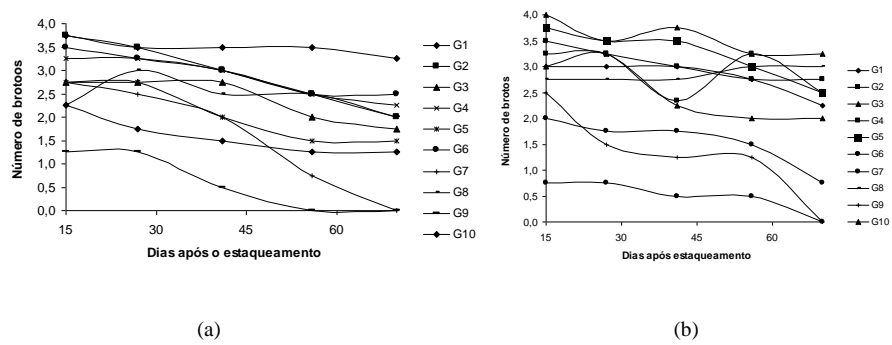 Número de brotoos
4,0
3,5
3,0
2,5
2,0
1,5
1,0
0,5
0,0
15 30 45 60
Dias após o estaqueamento
G1
G2
G3
G4
G5
G6
G7
G8
G9
G10
(a)
Número de brotos
4,0
3,5
3,0
2,5
2,0
1,5
1,0
0,5
0,0
15 30 45 60
Dias após estaqueamento
G1
G2
G3
G4
G5
G6
G7
G8
G9
G10
(b)